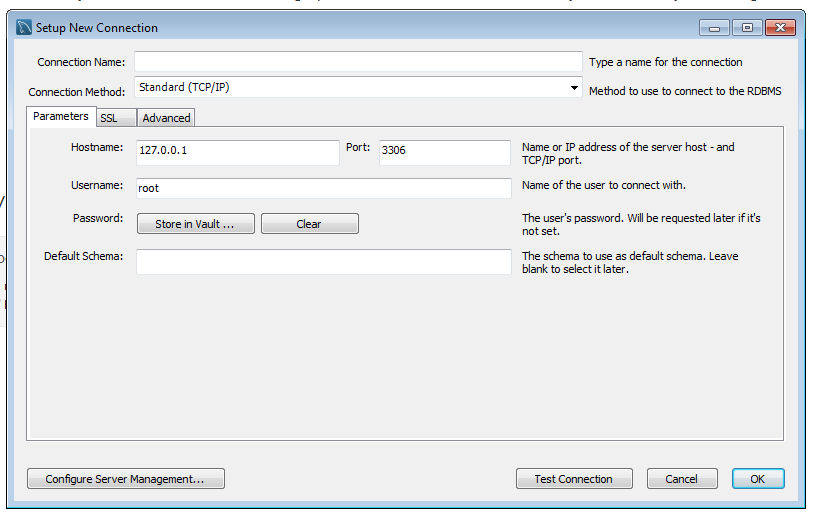 Setup New Connection
Connection Name:
Type a name for the connection
Connection Method:
Standard (TCP/IP)
Method to use to connect to the RDBMS
Parameters
SSL
Advanced
Hostname:
127.0.0.1
Port:
3306
Name or IP address of the server host - and
TCP/IP port.
Username:
root
Name of the user to connect with.
Password:
Store in Vault ...
Clear
The user's password. Will be requested later if it's
not set.
Default Schema:
The schema to use as default schema. Leave
blank to select it later.
Configure Server Management...
Test Connection
Cancel
OK